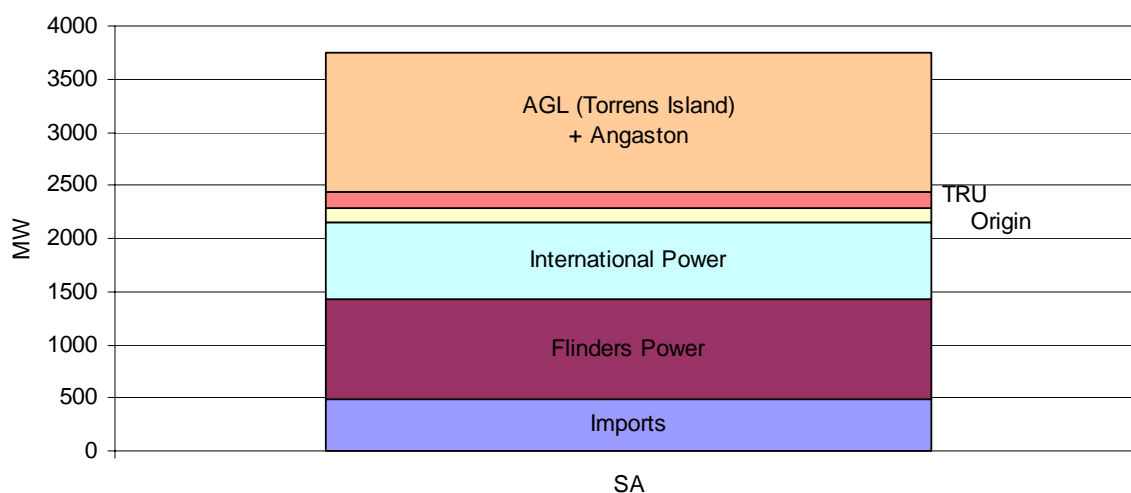 4000
3500
3000
2500
2000
1500
1000
500
0
MW
AGL (Torrens Island)
+ Angaston
TRU
Origin
International Power
Flinders Power
Imports
SA